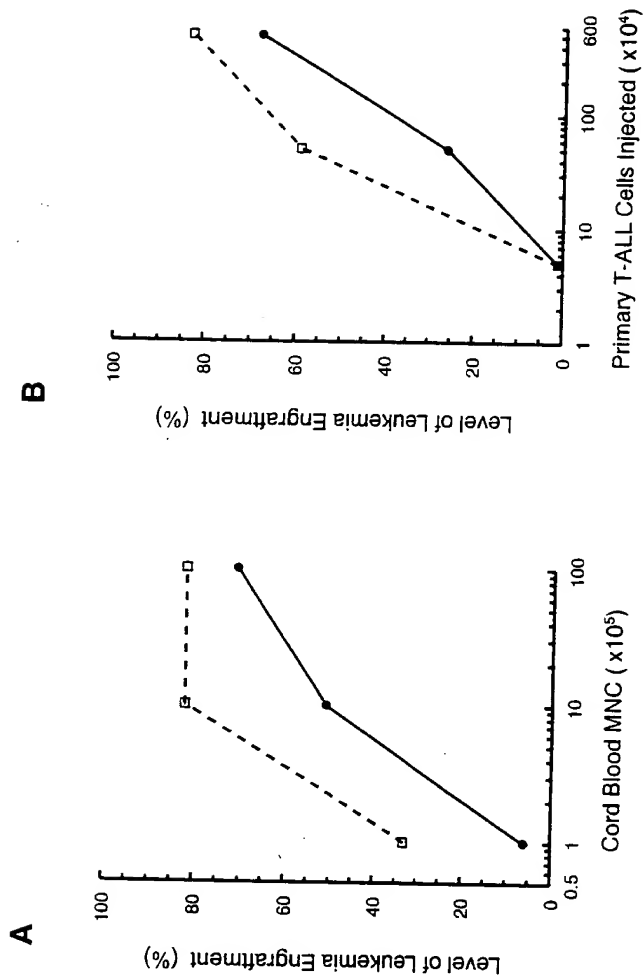 A
Level of Leukemia Engraftment (%)
100
80
60
40
20
0
0.5 1 10 100
Cord Blood MNC ( x10⁵)
B
Level of Leukemia Engraftment (%)
100
80
60
40
20
0
1 10 100 600
Primary T-ALL Cells Injected ( x10⁴)